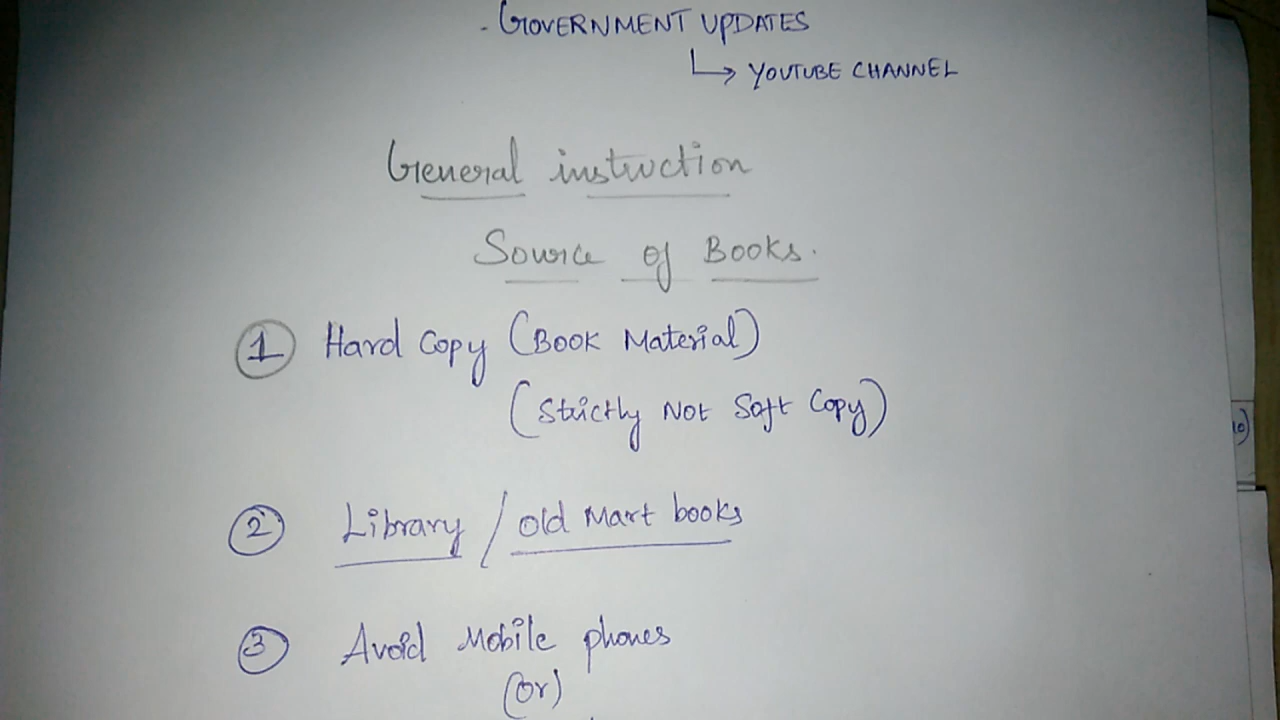 - GOVERNMENT UPDATES
↳ YOUTUBE CHANNEL
General instruction
Source of Books.
① Hard Copy (Book Material)
(Strictly Not Soft Copy)
② Library / old Mart books
③ Avoid Mobile phones
(or)
10)